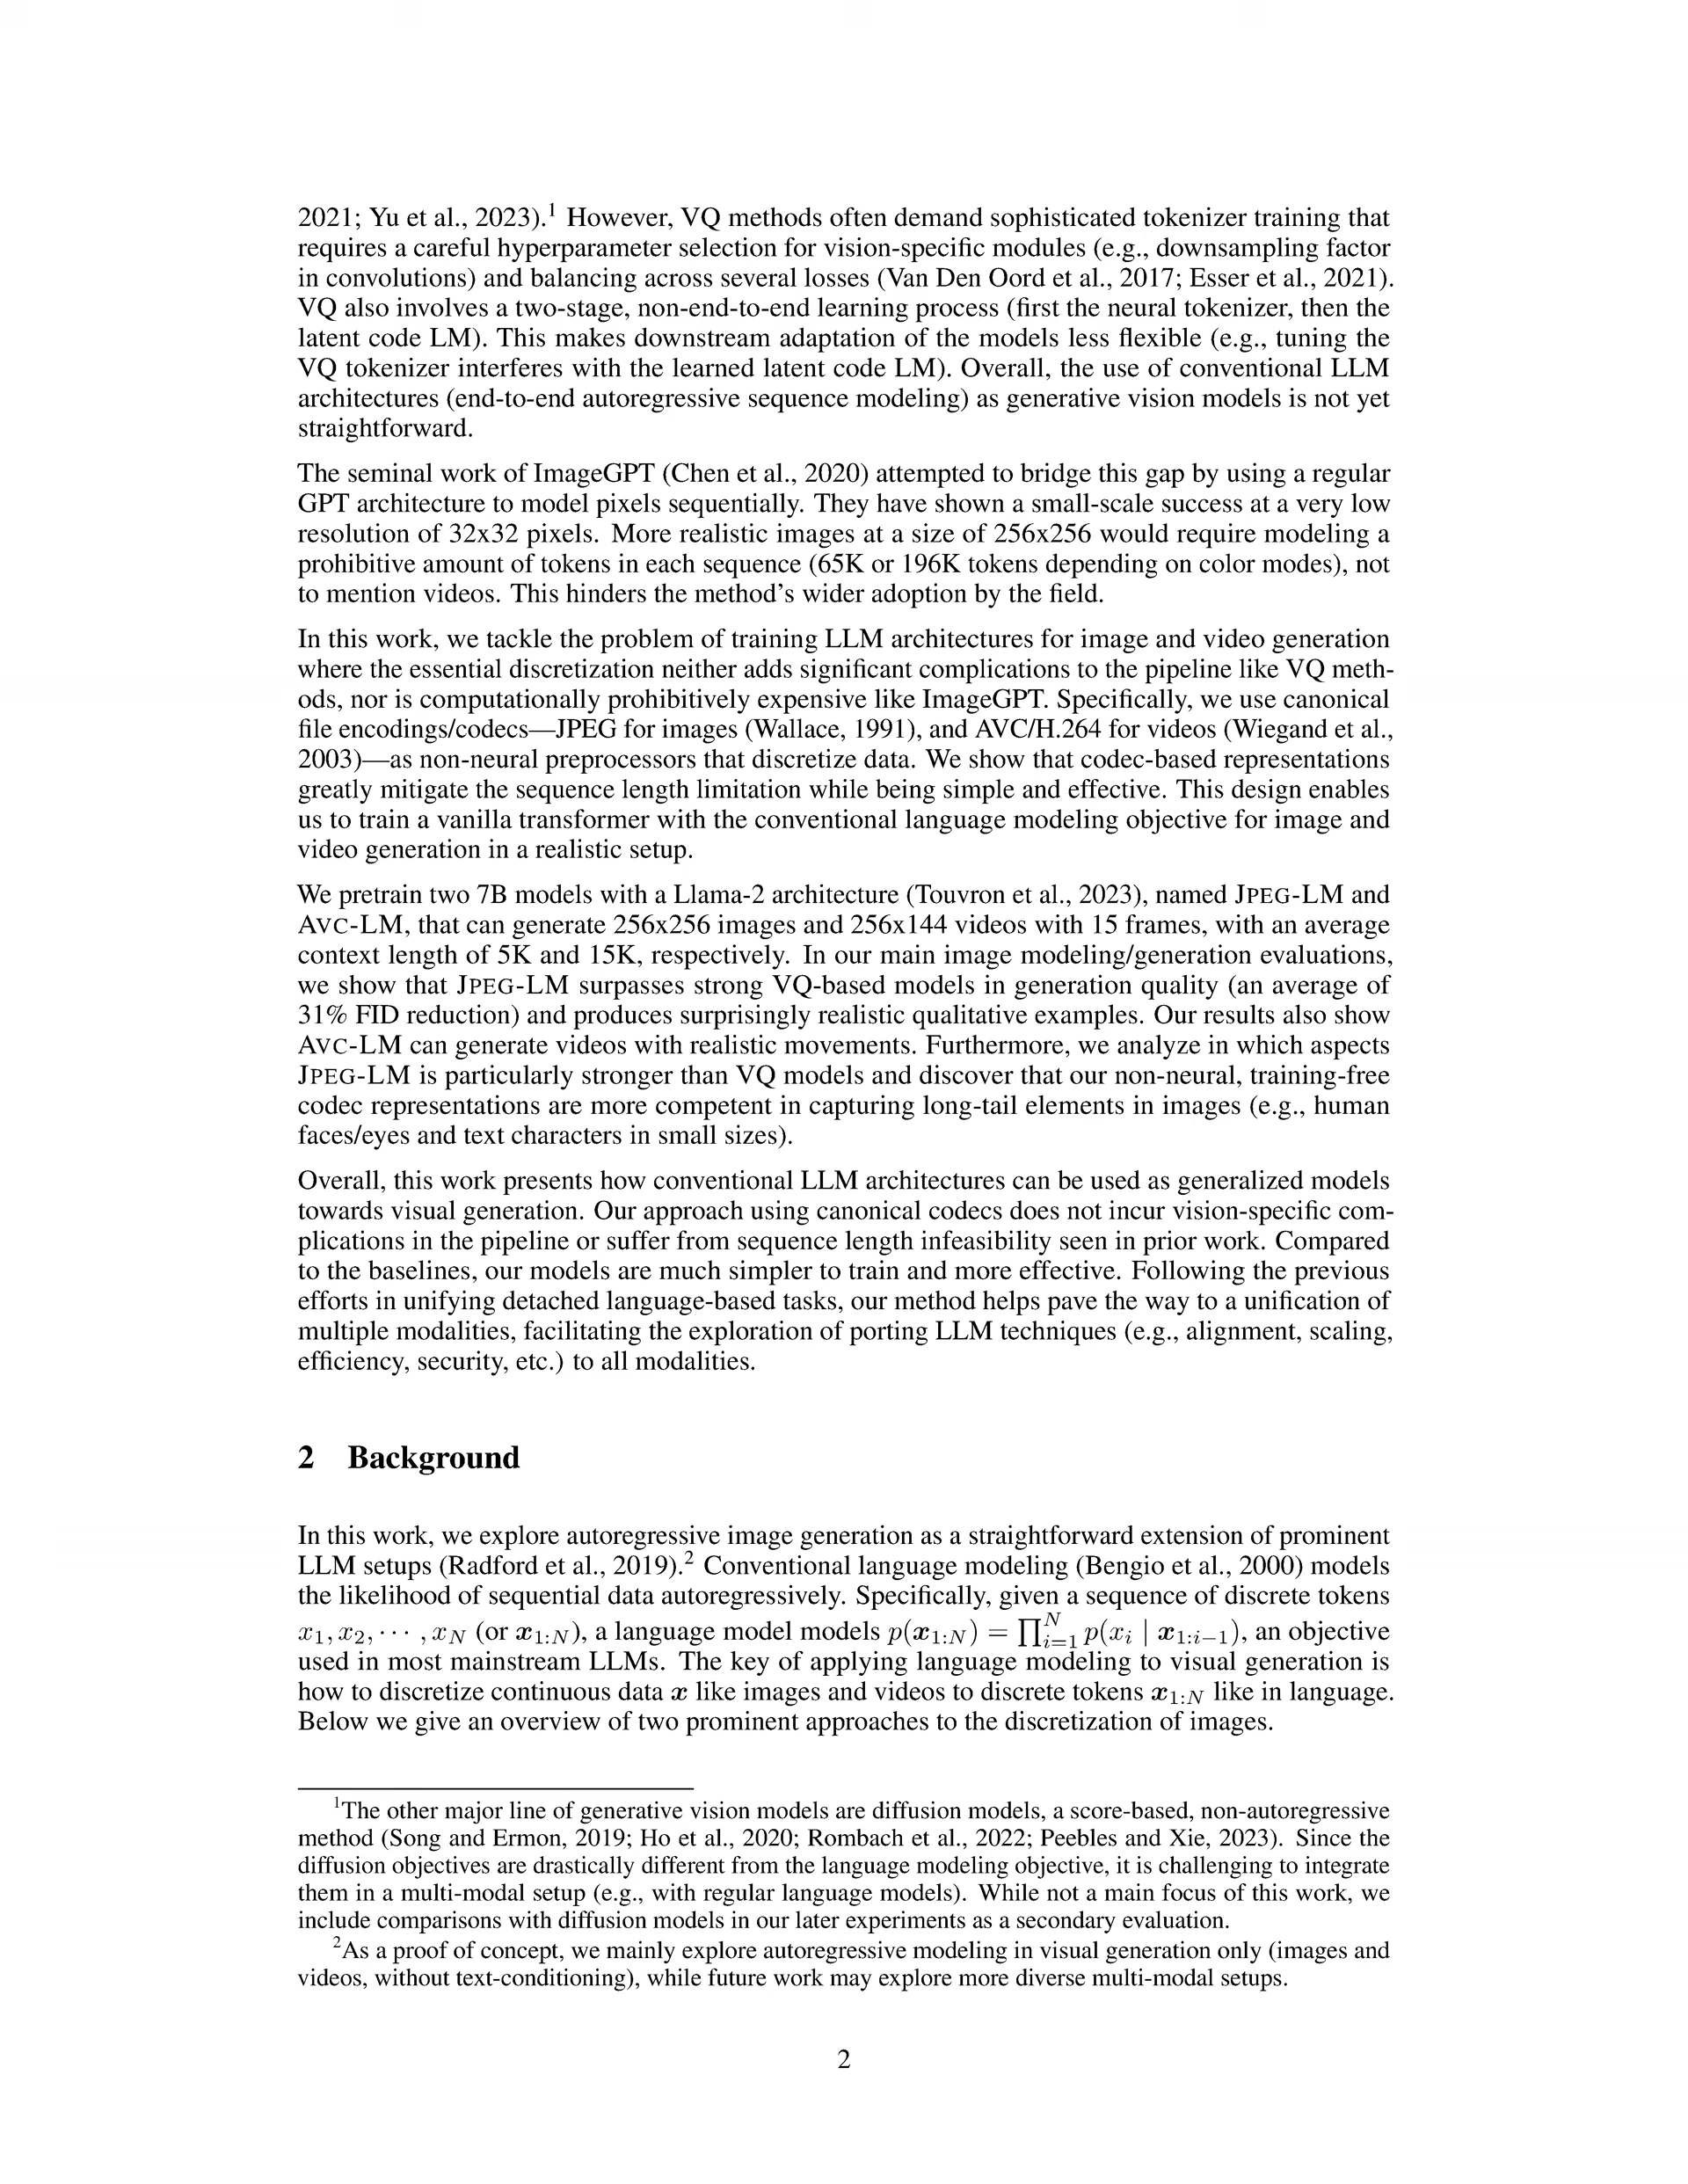 2021; Yu et al., 2023).¹ However, VQ methods often demand sophisticated tokenizer training that
requires a careful hyperparameter selection for vision-specific modules (e.g., downsampling factor
in convolutions) and balancing across several losses (Van Den Oord et al., 2017; Esser et al., 2021).
VQ also involves a two-stage, non-end-to-end learning process (first the neural tokenizer, then the
latent code LM). This makes downstream adaptation of the models less flexible (e.g., tuning the
VQ tokenizer interferes with the learned latent code LM). Overall, the use of conventional LLM
architectures (end-to-end autoregressive sequence modeling) as generative vision models is not yet
straightforward.
The seminal work of ImageGPT (Chen et al., 2020) attempted to bridge this gap by using a regular
GPT architecture to model pixels sequentially. They have shown a small-scale success at a very low
resolution of 32x32 pixels. More realistic images at a size of 256x256 would require modeling a
prohibitive amount of tokens in each sequence (65K or 196K tokens depending on color modes), not
to mention videos. This hinders the method's wider adoption by the field.
In this work, we tackle the problem of training LLM architectures for image and video generation
where the essential discretization neither adds significant complications to the pipeline like VQ meth-
ods, nor is computationally prohibitively expensive like ImageGPT. Specifically, we use canonical
file encodings/codecs—JPEG for images (Wallace, 1991), and AVC/H.264 for videos (Wiegand et al.,
2003)—as non-neural preprocessors that discretize data. We show that codec-based representations
greatly mitigate the sequence length limitation while being simple and effective. This design enables
us to train a vanilla transformer with the conventional language modeling objective for image and
video generation in a realistic setup.
We pretrain two 7B models with a Llama-2 architecture (Touvron et al., 2023), named JPEG-LM and
AVC-LM, that can generate 256x256 images and 256x144 videos with 15 frames, with an average
context length of 5K and 15K, respectively. In our main image modeling/generation evaluations,
we show that JPEG-LM surpasses strong VQ-based models in generation quality (an average of
31% FID reduction) and produces surprisingly realistic qualitative examples. Our results also show
AVC-LM can generate videos with realistic movements. Furthermore, we analyze in which aspects
JPEG-LM is particularly stronger than VQ models and discover that our non-neural, training-free
codec representations are more competent in capturing long-tail elements in images (e.g., human
faces/eyes and text characters in small sizes).
Overall, this work presents how conventional LLM architectures can be used as generalized models
towards visual generation. Our approach using canonical codecs does not incur vision-specific com-
plications in the pipeline or suffer from sequence length infeasibility seen in prior work. Compared
to the baselines, our models are much simpler to train and more effective. Following the previous
efforts in unifying detached language-based tasks, our method helps pave the way to a unification of
multiple modalities, facilitating the exploration of porting LLM techniques (e.g., alignment, scaling,
efficiency, security, etc.) to all modalities.
2 Background
In this work, we explore autoregressive image generation as a straightforward extension of prominent
LLM setups (Radford et al., 2019).² Conventional language modeling (Bengio et al., 2000) models
the likelihood of sequential data autoregressively. Specifically, given a sequence of discrete tokens
x₁, x₂, ··· , x_N (or x_{1:N}), a language model models p(x_{1:N}) = ∏_{i=1}^{N} p(x_i | x_{1:i−1}), an objective
used in most mainstream LLMs. The key of applying language modeling to visual generation is
how to discretize continuous data x like images and videos to discrete tokens x_{1:N} like in language.
Below we give an overview of two prominent approaches to the discretization of images.
¹The other major line of generative vision models are diffusion models, a score-based, non-autoregressive
method (Song and Ermon, 2019; Ho et al., 2020; Rombach et al., 2022; Peebles and Xie, 2023). Since the
diffusion objectives are drastically different from the language modeling objective, it is challenging to integrate
them in a multi-modal setup (e.g., with regular language models). While not a main focus of this work, we
include comparisons with diffusion models in our later experiments as a secondary evaluation.
²As a proof of concept, we mainly explore autoregressive modeling in visual generation only (images and
videos, without text-conditioning), while future work may explore more diverse multi-modal setups.
2